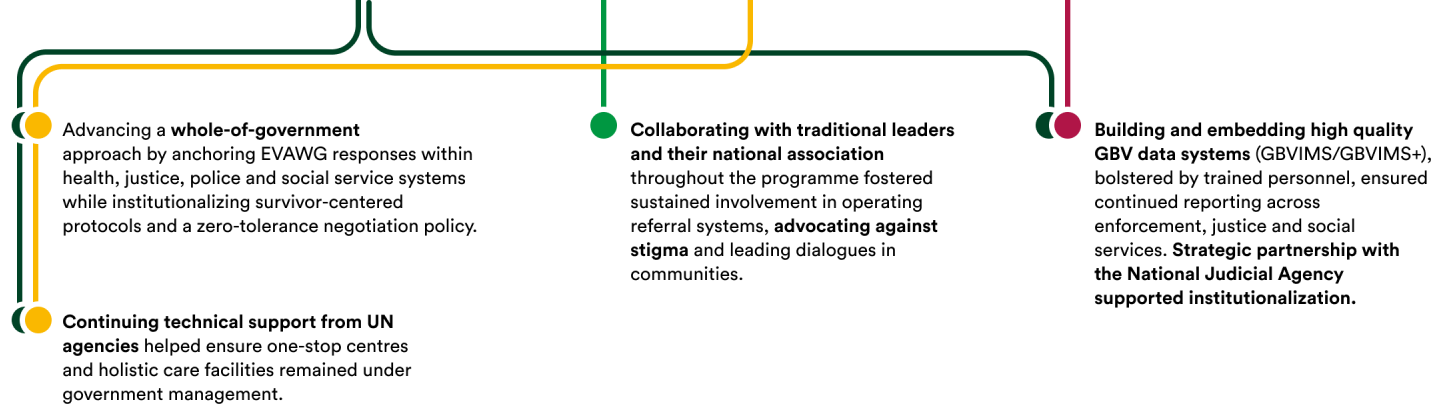 Advancing a whole-of-government
approach by anchoring EVAWG responses within
health, justice, police and social service systems
while institutionalizing survivor-centered
protocols and a zero-tolerance negotiation policy.
Continuing technical support from UN
agencies helped ensure one-stop centres
and holistic care facilities remained under
government management.
Collaborating with traditional leaders
and their national association
throughout the programme fostered
sustained involvement in operating
referral systems, advocating against
stigma and leading dialogues in
communities.
Building and embedding high quality
GBV data systems (GBVIMS/GBVIMS+),
bolstered by trained personnel, ensured
continued reporting across
enforcement, justice and social
services. Strategic partnership with
the National Judicial Agency
supported institutionalization.